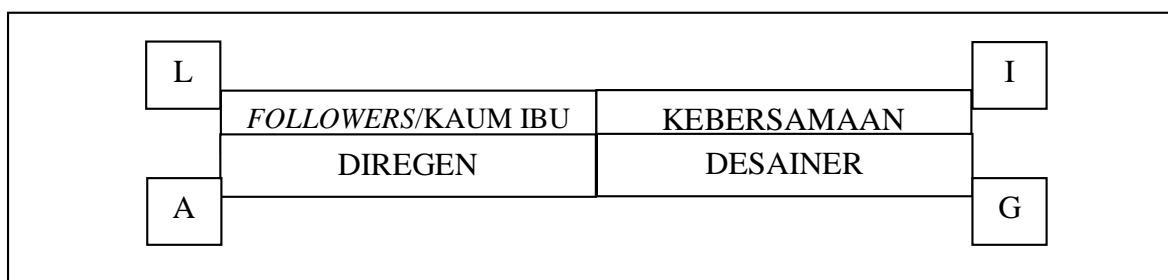 L I
FOLLOWERS/KAUM IBU KEBERSAMAAN
DIREGEN DESAINER
A G